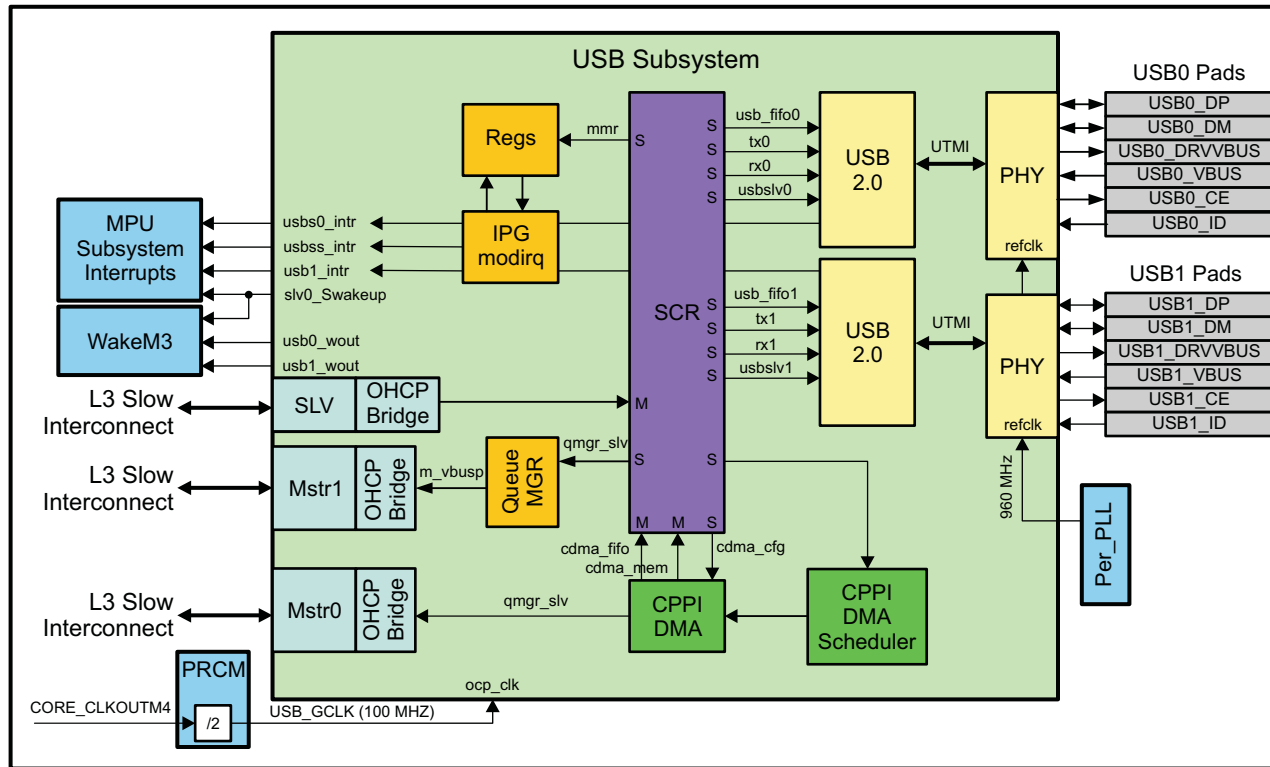 USB Subsystem
USB0 Pads
USB0_DP
USB0_DM
USB0_DRVVBUS
USB0_VBUS
USB0_CE
USB0_ID
Regs
mmr
S
S
usb_fifo0
S
tx0
S
rx0
S
usbslv0
USB
2.0
UTMI
PHY
refclk
MPU
Subsystem
Interrupts
usbs0_intr
usbss_intr
usb1_intr
slv0_Swakeup
IPG
modirq
SCR
USB1 Pads
USB1_DP
USB1_DM
USB1_DRVVBUS
USB1_VBUS
USB1_CE
USB1_ID
WakeM3
usb0_wout
usb1_wout
S
usb_fifo1
S
tx1
S
rx1
S
usbslv1
USB
2.0
UTMI
PHY
refclk
L3 Slow
Interconnect
SLV
OHCP
Bridge
M
L3 Slow
Interconnect
Mstr1
OHCP
Bridge
m_vbusp
Queue
MGR
qmgr_slv
S
S
M
M
S
960 MHz
Per_PLL
cdma_fifo
cdma_mem
cdma_cfg
L3 Slow
Interconnect
Mstr0
OHCP
Bridge
qmgr_slv
CPPI
DMA
CPPI
DMA
Scheduler
PRCM
CORE_CLKOUTM4
/2
USB_GCLK (100 MHZ)
ocp_clk